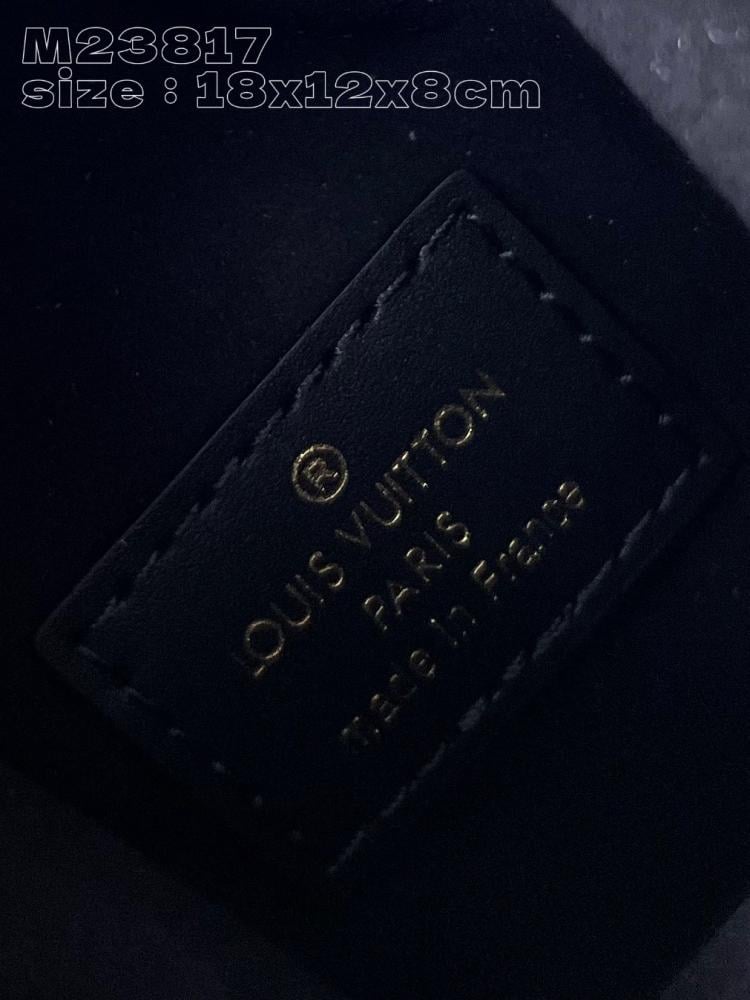 M23817
size : 18x12x8cm
®
LOUIS VUITTON
PARIS
made in France